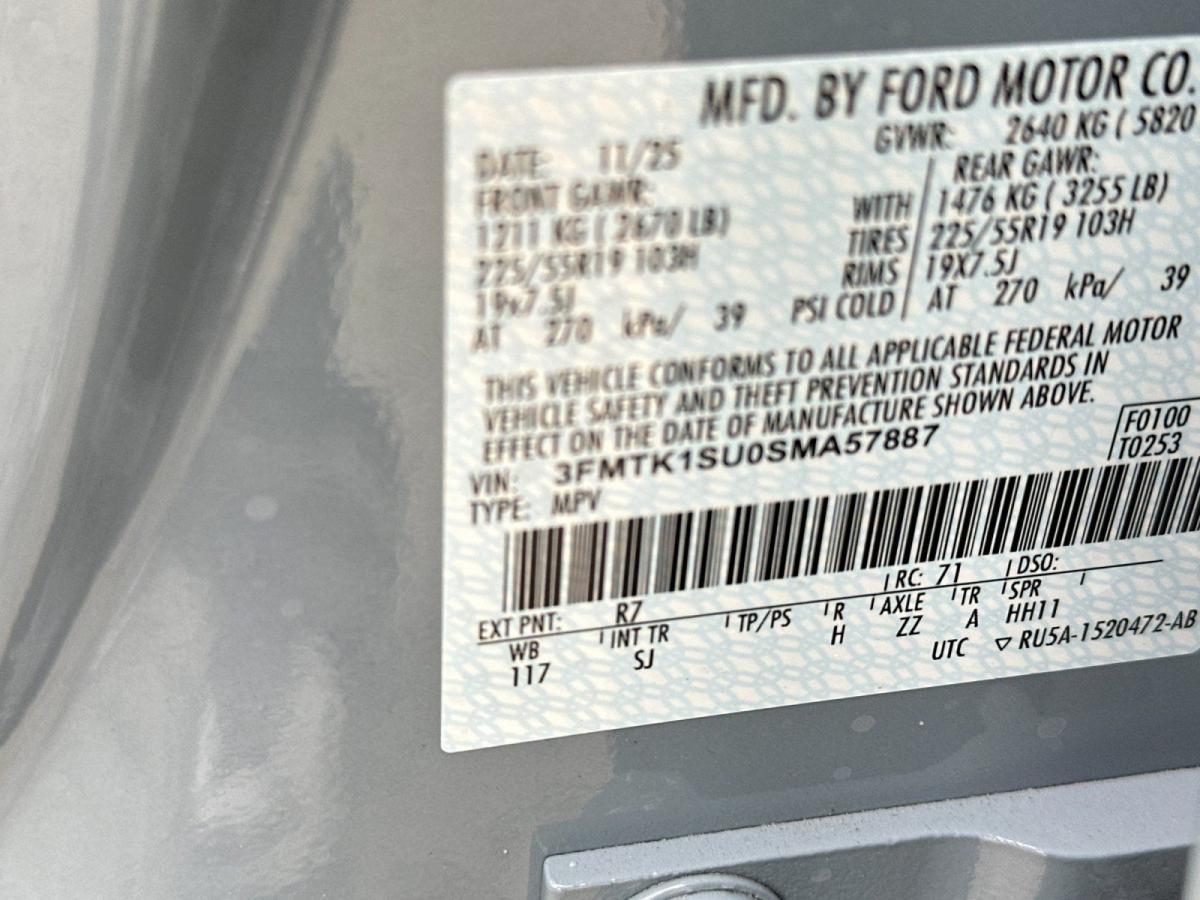 MFD. BY FORD MOTOR CO.
DATE: 11/25 GVWR: 2640 KG ( 5820
FRONT GAWR: REAR GAWR:
1211 KG ( 2670 LB) WITH 1476 KG ( 3255 LB)
225/55R19 103H TIRES 225/55R19 103H
19x7.5J RIMS 19X7.5J
AT 270 kPa/ 39 PSI COLD AT 270 kPa/ 39
THIS VEHICLE CONFORMS TO ALL APPLICABLE FEDERAL MOTOR
VEHICLE SAFETY AND THEFT PREVENTION STANDARDS IN
EFFECT ON THE DATE OF MANUFACTURE SHOWN ABOVE.
VIN: 3FMTK1SU0SMA57887 F0100
TYPE: MPV T0253
EXT PNT: R7 RC: 71 DSO:
WB INT TR TP/PS R AXLE TR SPR
117 SJ H ZZ A HH11
UTC ▽ RU5A-1520472-AB